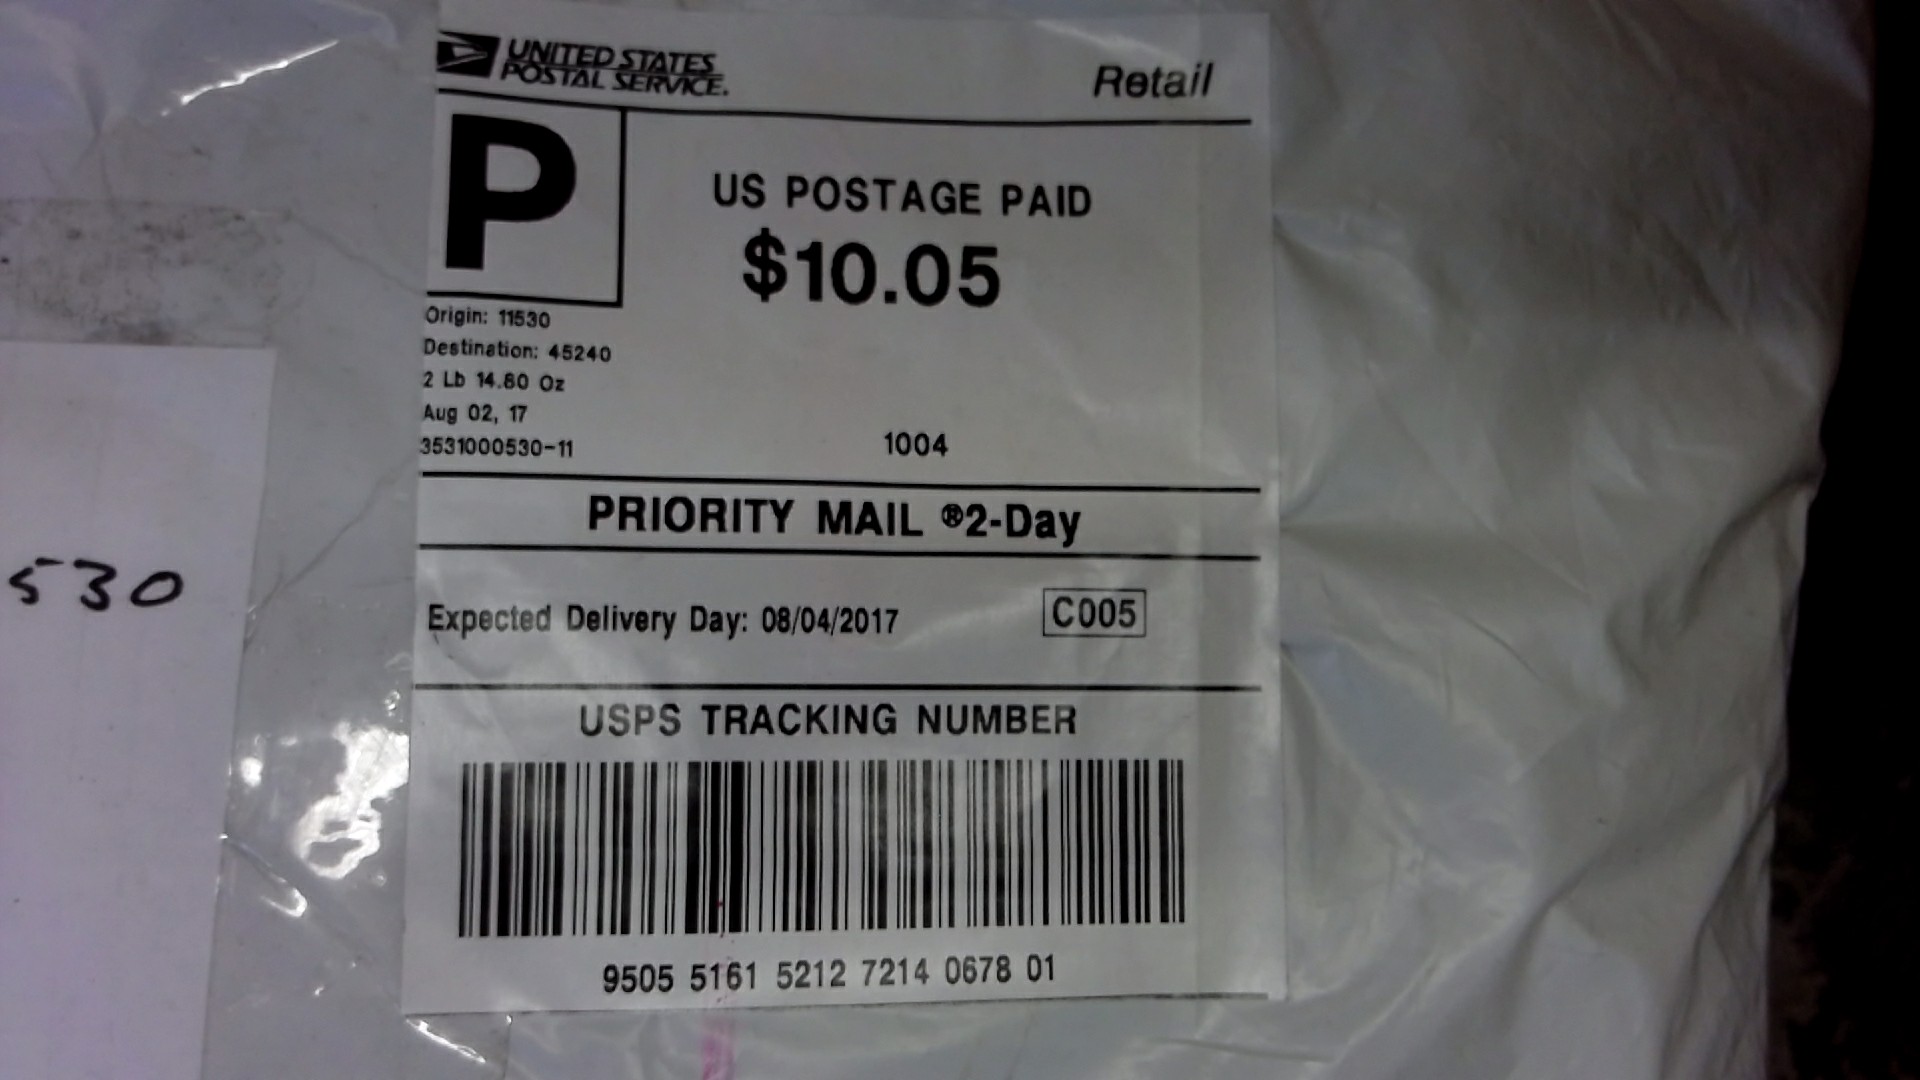 UNITED STATES
POSTAL SERVICE.
Retail
P
US POSTAGE PAID
$10.05
Origin: 11530
Destination: 45240
2 Lb 14.80 Oz
Aug 02, 17
3531000530-11
1004
PRIORITY MAIL ®2-Day
530
Expected Delivery Day: 08/04/2017
C005
USPS TRACKING NUMBER
9505 5161 5212 7214 0678 01